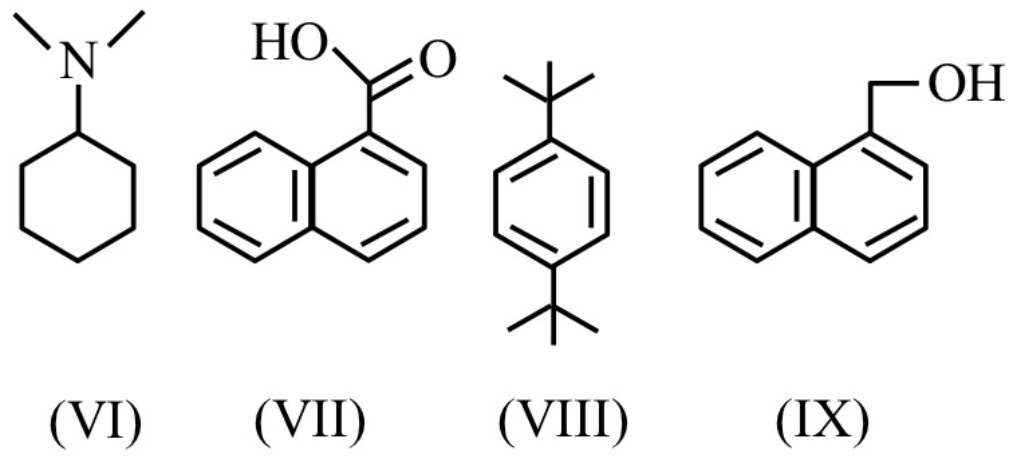 N
HO
O
OH
(VI) (VII) (VIII) (IX)